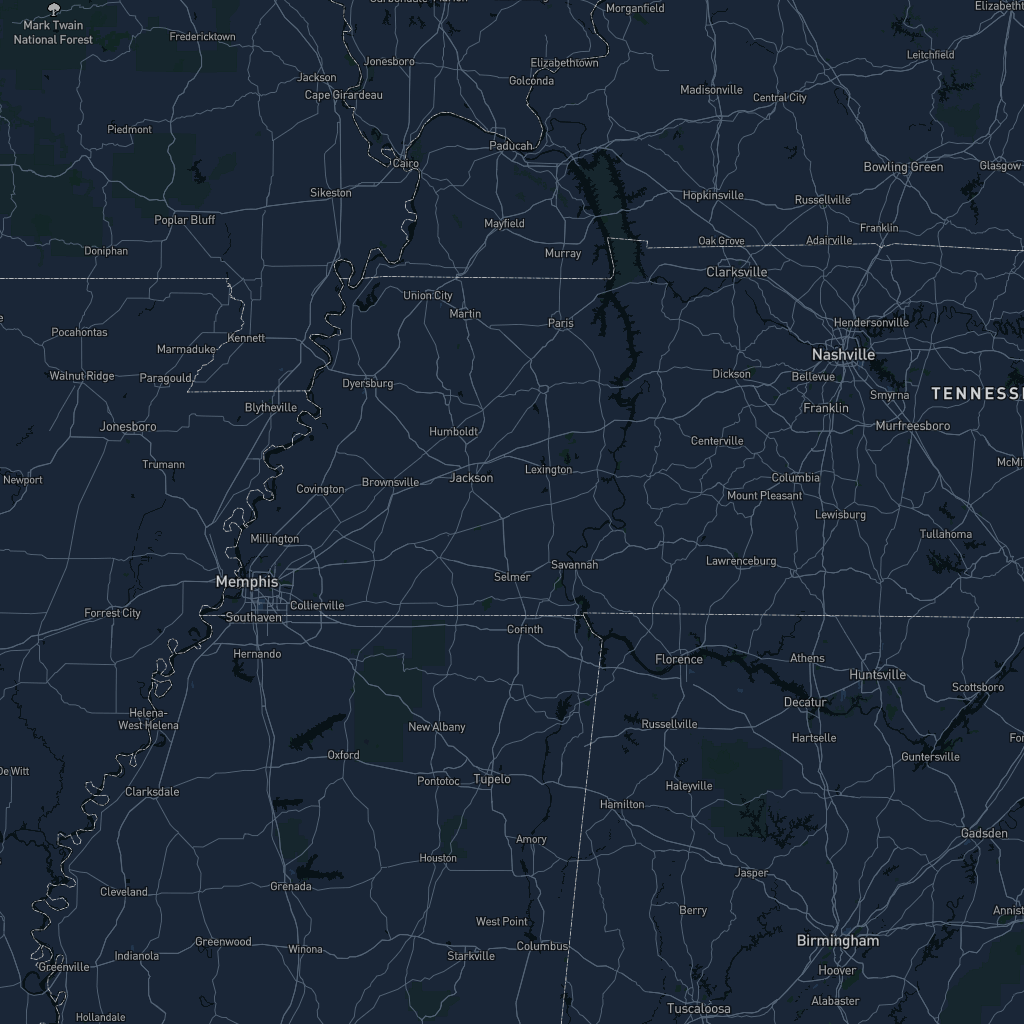 Morganfield
Mark Twain
National Forest
Fredericktown
Jonesboro
Elizabethtown
Leitchfield
Jackson
Golconda
Cape Girardeau
Madisonville
Central City
Piedmont
Paducah
Cairo
Bowling Green
Glasgow
Sikeston
Hopkinsville
Russellville
Poplar Bluff
Mayfield
Franklin
Doniphan
Murray
Oak Grove
Adairville
Clarksville
Union City
Martin
Paris
Hendersonville
Pocahontas
Kennett
Marmaduke
Nashville
Walnut Ridge
Paragould
Dyersburg
Dickson
Bellevue
Smyrna
TENNESSE
Blytheville
Franklin
Jonesboro
Humboldt
Murfreesboro
Centerville
Trumann
Lexington
McMi
Newport
Covington
Brownsville
Jackson
Columbia
Mount Pleasant
Lewisburg
Millington
Tullahoma
Savannah
Lawrenceburg
Memphis
Selmer
Collierville
Forrest City
Southaven
Corinth
Hernando
Florence
Athens
Huntsville
Scottsboro
Decatur
Helena-
West Helena
New Albany
Russellville
Hartselle
For
Oxford
Guntersville
De Witt
Pontotoc
Tupelo
Haleyville
Clarksdale
Hamilton
Amory
Gadsden
Houston
Jasper
Grenada
Cleveland
Berry
Annist
West Point
Greenwood
Winona
Columbus
Birmingham
Indianola
Starkville
Greenville
Hoover
Alabaster
Tuscaloosa
Hollandale